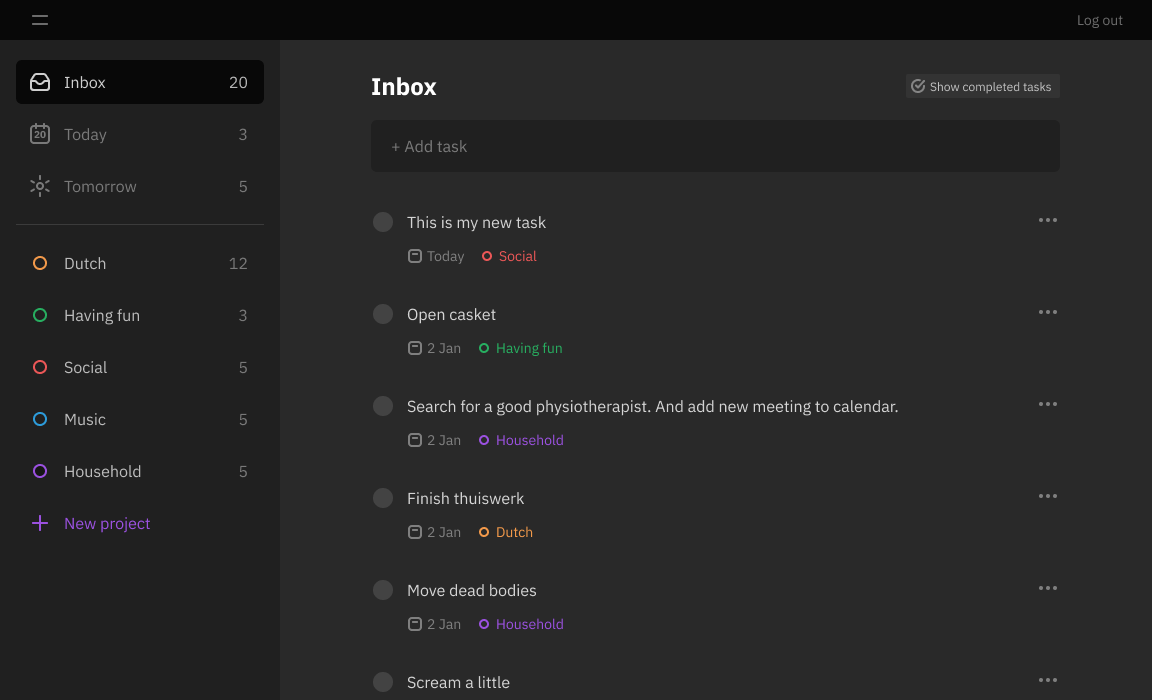 Log out
Inbox 20
20 Today 3
Tomorrow 5
Dutch 12
Having fun 3
Social 5
Music 5
Household 5
New project
Inbox
Show completed tasks
+ Add task
This is my new task
Today Social
Open casket
2 Jan Having fun
Search for a good physiotherapist. And add new meeting to calendar.
2 Jan Household
Finish thuiswerk
2 Jan Dutch
Move dead bodies
2 Jan Household
Scream a little